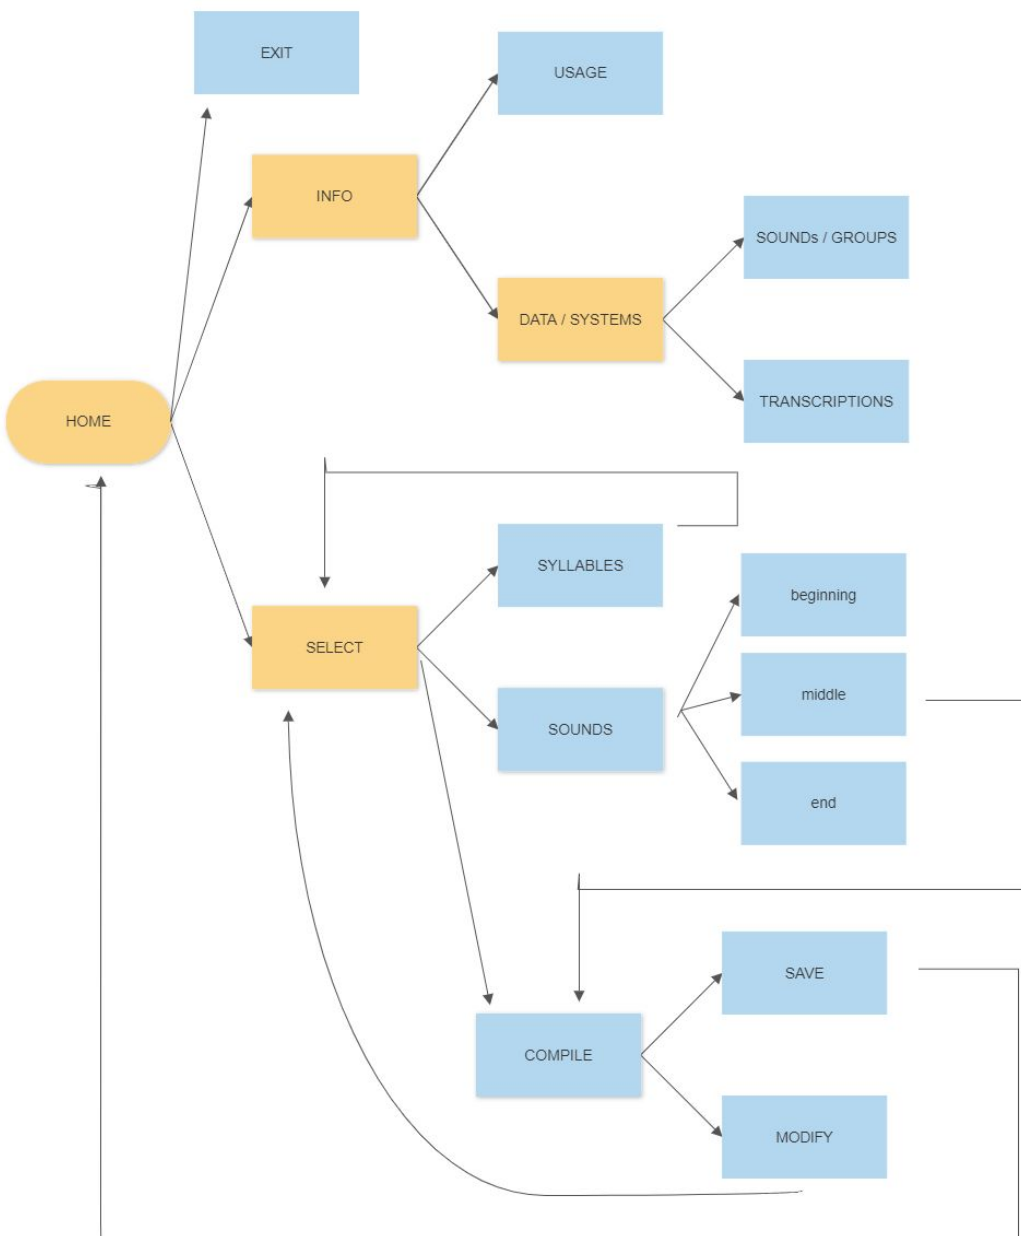 EXIT
USAGE
INFO
SOUNDs / GROUPS
DATA / SYSTEMS
TRANSCRIPTIONS
HOME
SYLLABLES
beginning
SELECT
middle
SOUNDS
end
SAVE
COMPILE
MODIFY